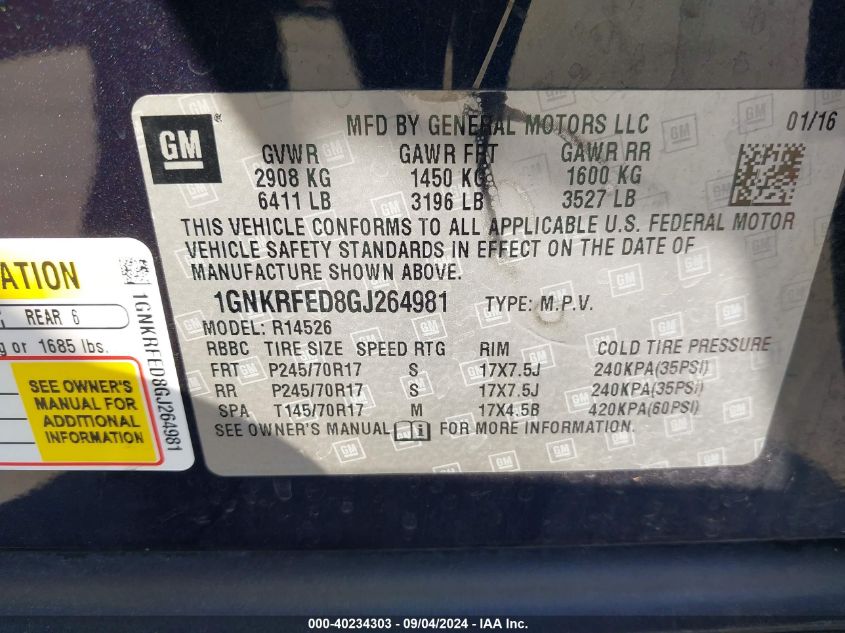 GM
MFD BY GENERAL MOTORS LLC 01/16
GVWR GAWR FRT GAWR RR
2908 KG 1450 KG 1600 KG
6411 LB 3196 LB 3527 LB
THIS VEHICLE CONFORMS TO ALL APPLICABLE U.S. FEDERAL MOTOR
VEHICLE SAFETY STANDARDS IN EFFECT ON THE DATE OF
MANUFACTURE SHOWN ABOVE.
1GNKRFED8GJ264981 TYPE: M.P.V.
MODEL: R14526
RBBC TIRE SIZE SPEED RTG RIM COLD TIRE PRESSURE
FRT P245/70R17 S 17X7.5J 240KPA(35PSI)
RR P245/70R17 S 17X7.5J 240KPA(35PSI)
SPA T145/70R17 M 17X4.5B 420KPA(60PSI)
SEE OWNER'S MANUAL i FOR MORE INFORMATION.
ATION
REAR 6
or 1685 lbs.
SEE OWNER'S
MANUAL FOR
ADDITIONAL
INFORMATION
1GNKRFED8GJ264981
000-40234303 - 09/04/2024 - IAA Inc.